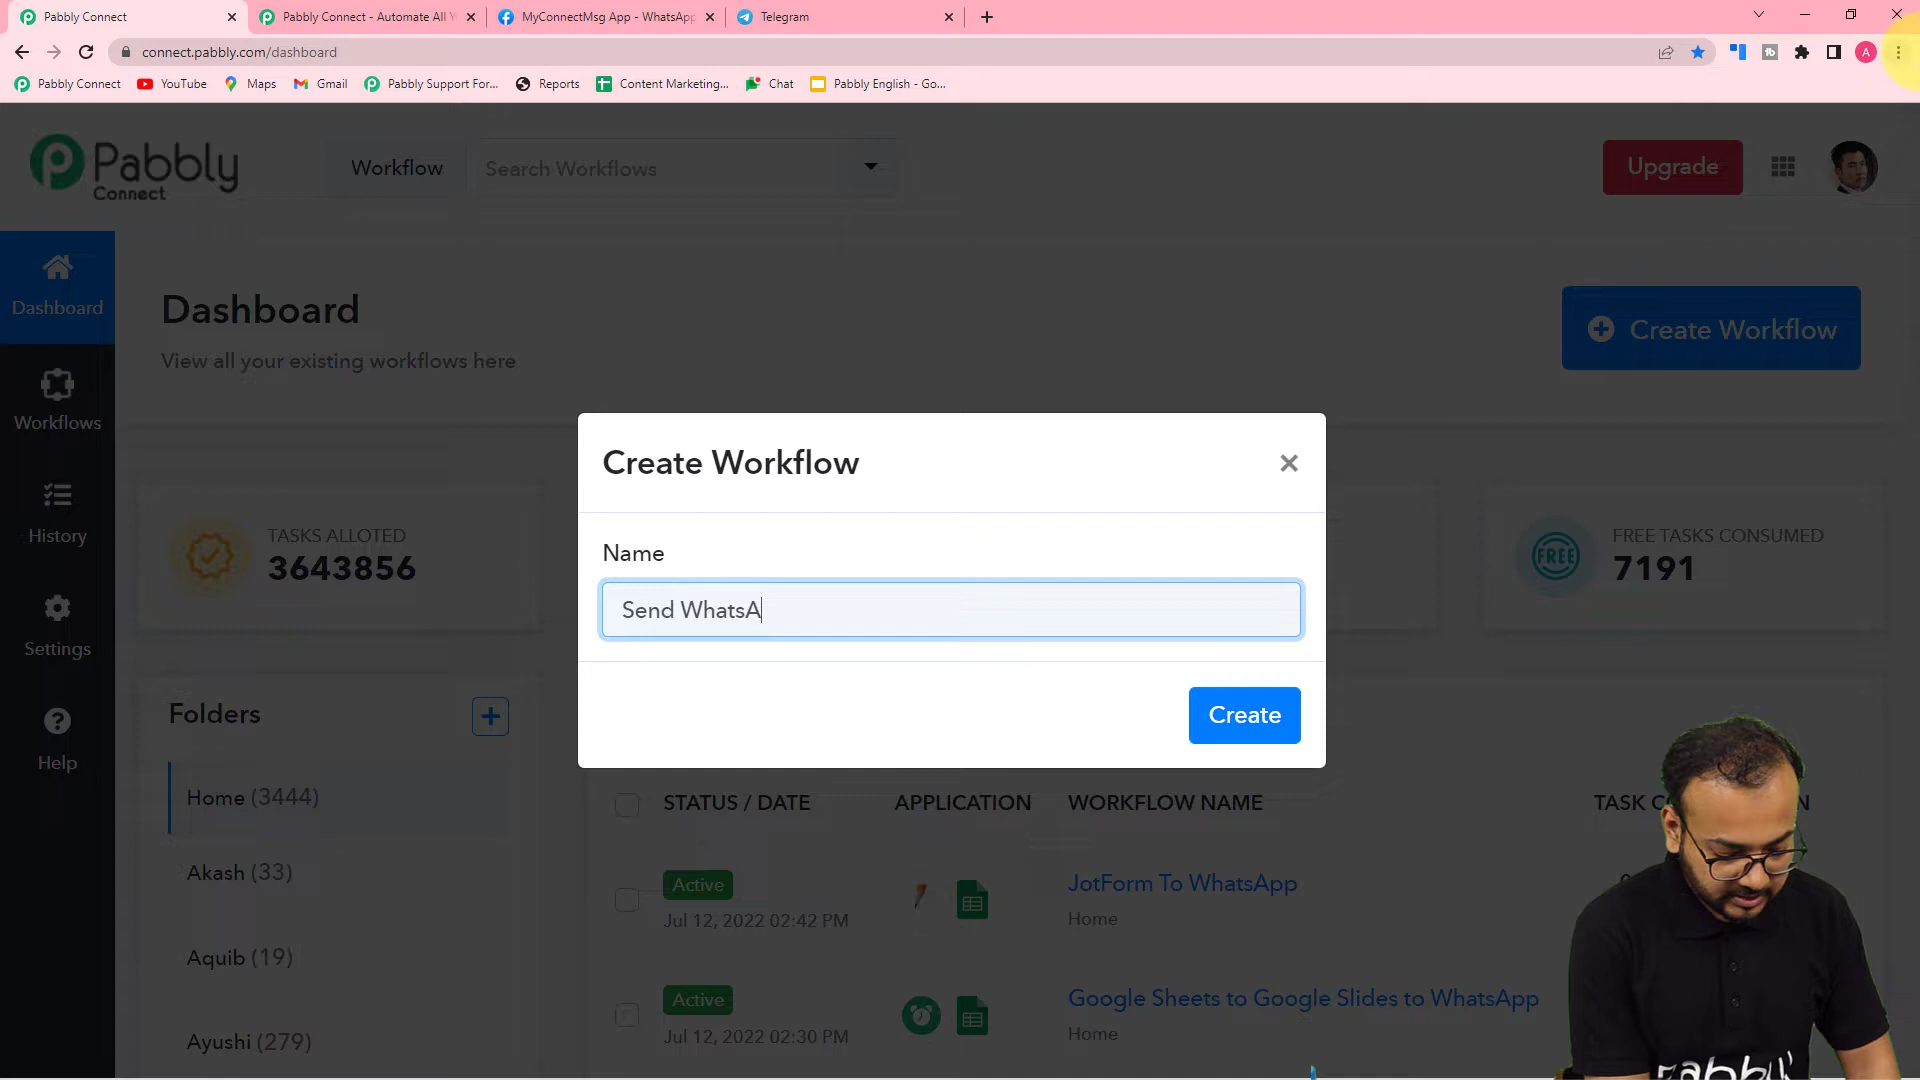 Pabbly Connect
Pabbly Connect - Automate All Y
MyConnectMsg App - WhatsApp
Telegram
connect.pabbly.com/dashboard
A
Pabbly Connect
YouTube
Maps
Gmail
Pabbly Support For...
Reports
Content Marketing...
Chat
Pabbly English - Go...
Pabbly
Connect
Workflow
Search Workflows
Upgrade
Dashboard
Workflows
History
Settings
Help
Dashboard
View all your existing workflows here
Create Workflow
Create Workflow
Name
Send WhatsA
Create
TASKS ALLOTED
3643856
FREE
FREE TASKS CONSUMED
7191
Folders
Home (3444)
Akash (33)
Aquib (19)
Ayushi (279)
STATUS / DATE
APPLICATION
WORKFLOW NAME
TASK
Active
Jul 12, 2022 02:42 PM
JotForm To WhatsApp
Home
Active
Jul 12, 2022 02:30 PM
Google Sheets to Google Slides to WhatsApp
Home
Pabbly